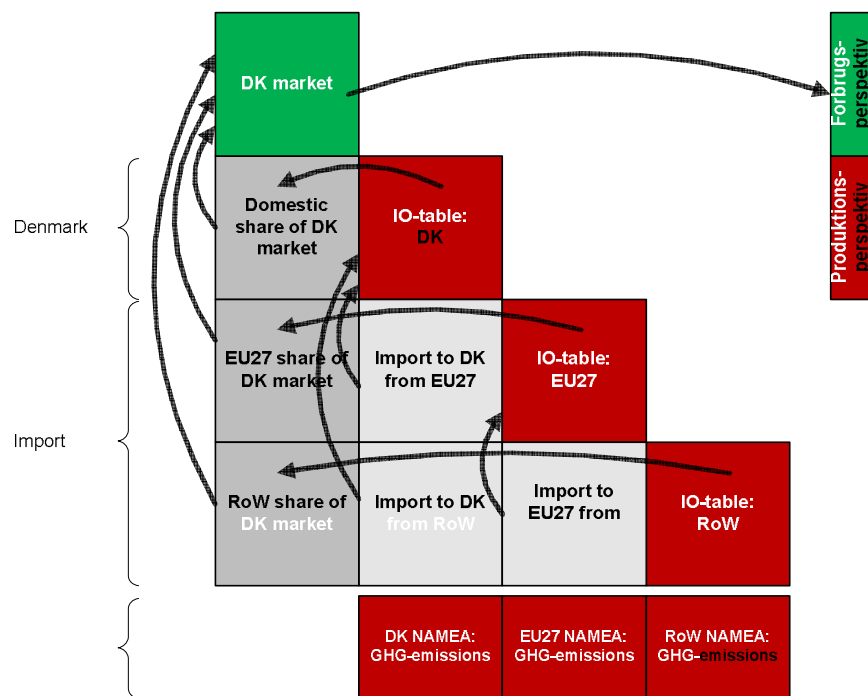 DK market
Forbrugs-
perspektiv
Denmark
Domestic
share of DK
market
IO-table:
DK
Produktions-
perspektiv
Import
EU27 share of
DK market
Import to DK
from EU27
IO-table:
EU27
RoW share of
DK market
Import to DK
from RoW
Import to
EU27 from
IO-table:
RoW
DK NAMEA:
GHG-emissions
EU27 NAMEA:
GHG-emissions
RoW NAMEA:
GHG-emissions